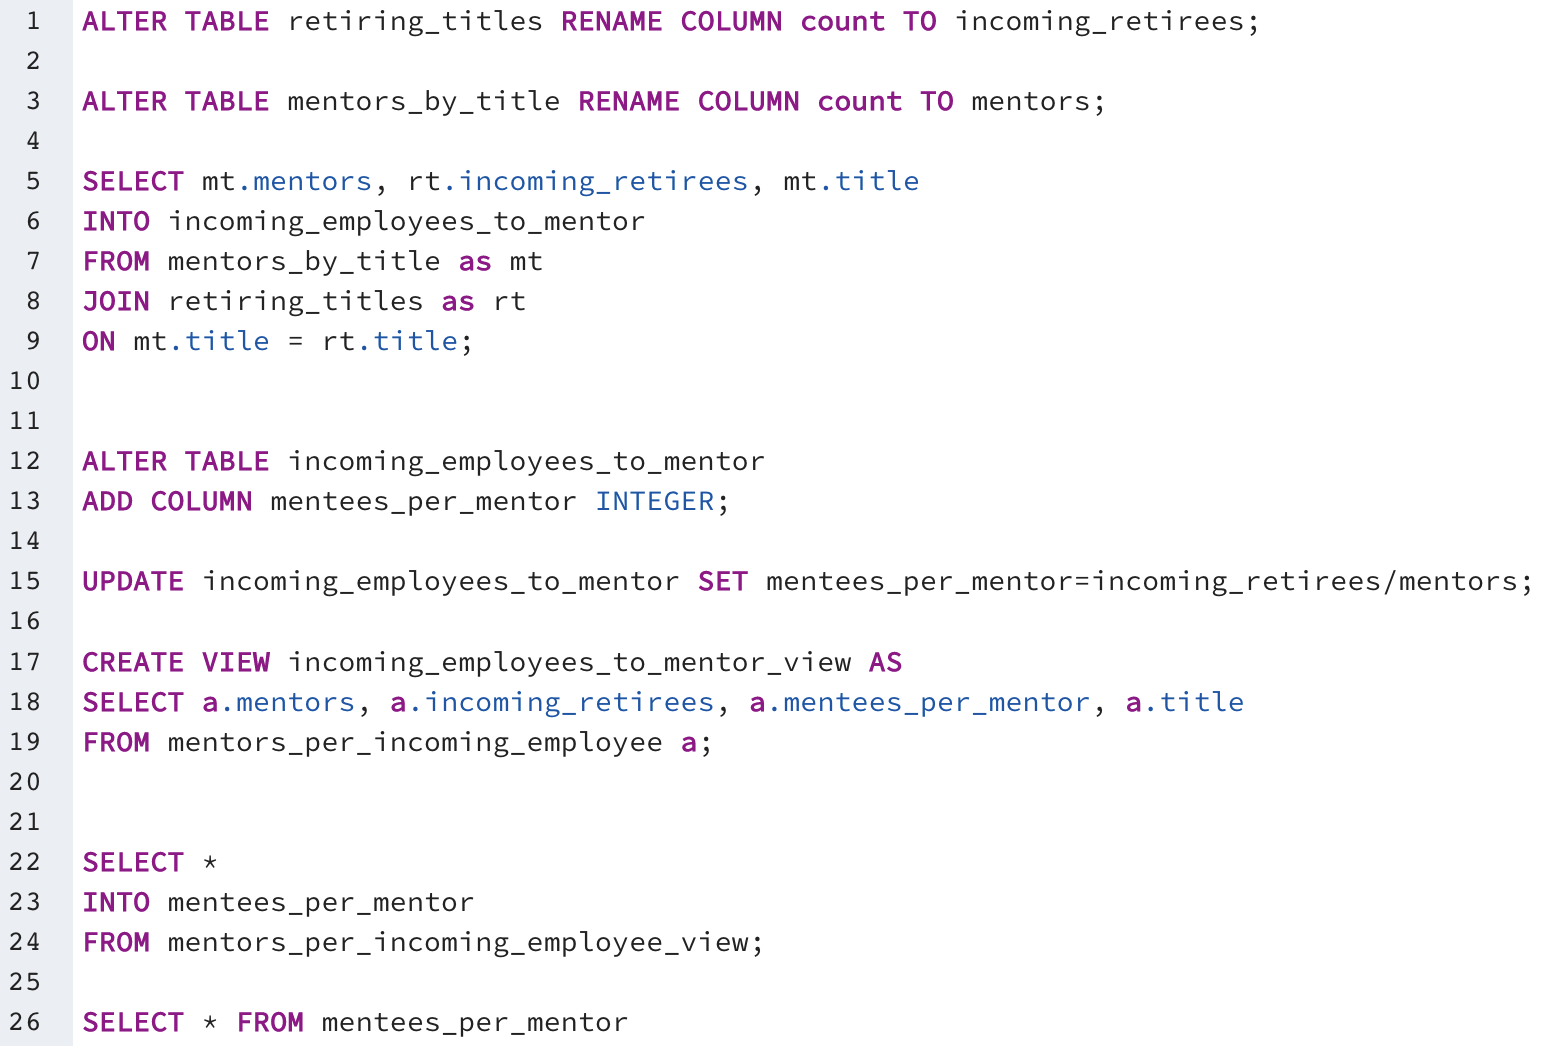 1 ALTER TABLE retiring_titles RENAME COLUMN count TO incoming_retirees;
2
3 ALTER TABLE mentors_by_title RENAME COLUMN count TO mentors;
4
5 SELECT mt.mentors, rt.incoming_retirees, mt.title
6 INTO incoming_employees_to_mentor
7 FROM mentors_by_title as mt
8 JOIN retiring_titles as rt
9 ON mt.title = rt.title;
10
11
12 ALTER TABLE incoming_employees_to_mentor
13 ADD COLUMN mentees_per_mentor INTEGER;
14
15 UPDATE incoming_employees_to_mentor SET mentees_per_mentor=incoming_retirees/mentors;
16
17 CREATE VIEW incoming_employees_to_mentor_view AS
18 SELECT a.mentors, a.incoming_retirees, a.mentees_per_mentor, a.title
19 FROM mentors_per_incoming_employee a;
20
21
22 SELECT *
23 INTO mentees_per_mentor
24 FROM mentors_per_incoming_employee_view;
25
26 SELECT * FROM mentees_per_mentor